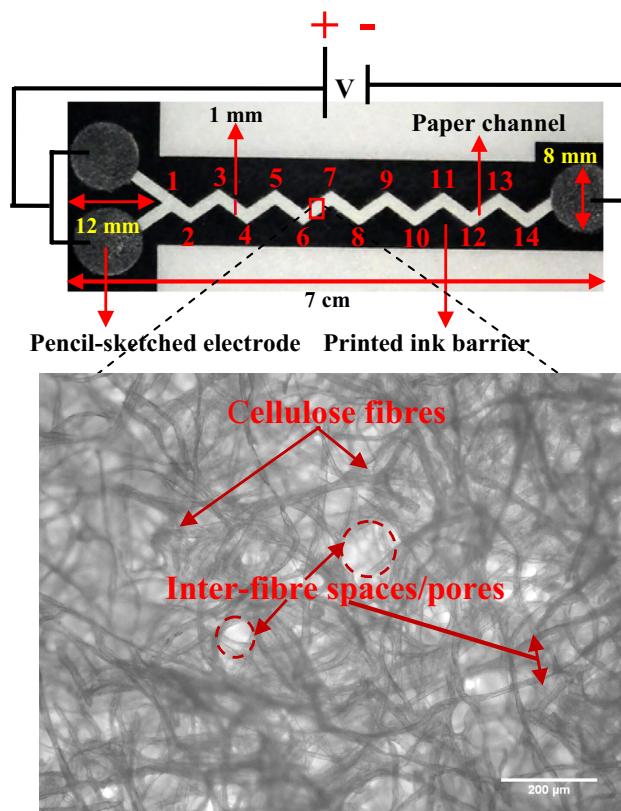 + -
V
1 mm
Paper channel
8 mm
1 3 5 7 9 11 13
12 mm
2 4 6 8 10 12 14
7 cm
Pencil-sketched electrode
Printed ink barrier
Cellulose fibres
Inter-fibre spaces/pores
200 µm